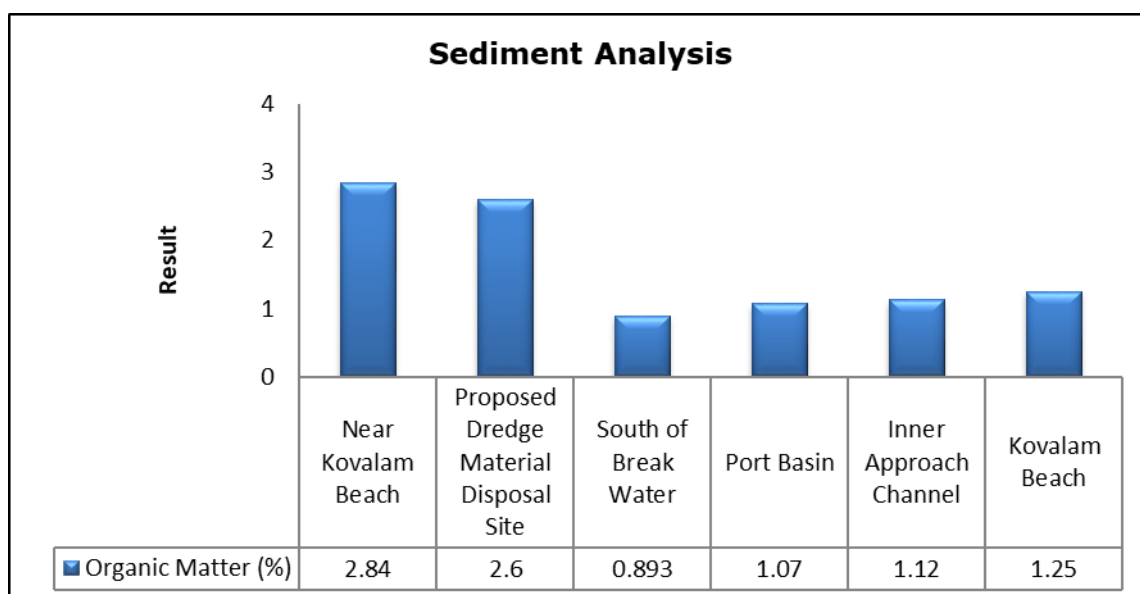 Sediment Analysis
Result
4
3
2
1
0
Near
Kovalam
Beach
Proposed
Dredge
Material
Disposal
Site
South of
Break
Water
Port Basin
Inner
Approach
Channel
Kovalam
Beach
Organic Matter (%) 2.84 2.6 0.893 1.07 1.12 1.25